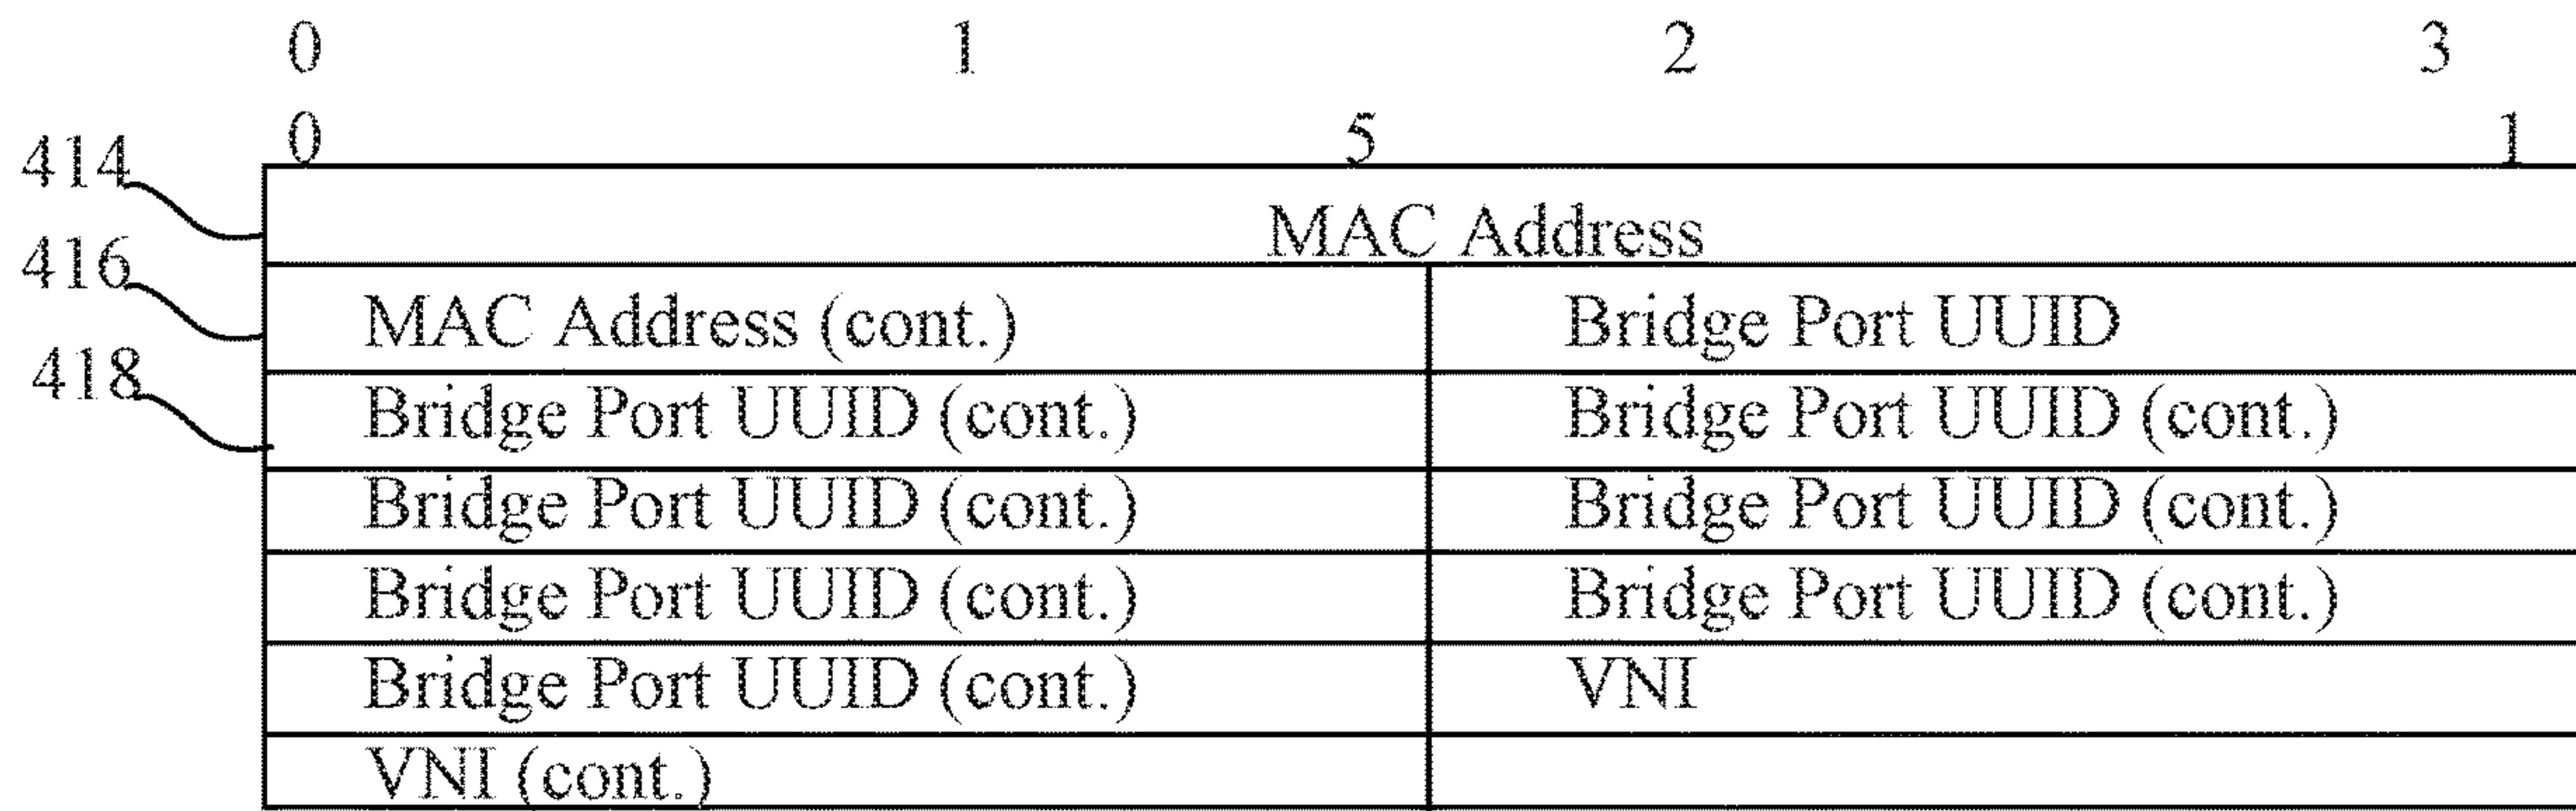 0 1 2 3
0 5 1
414
MAC Address
416
MAC Address (cont.) Bridge Port UUID
418
Bridge Port UUID (cont.) Bridge Port UUID (cont.)
Bridge Port UUID (cont.) Bridge Port UUID (cont.)
Bridge Port UUID (cont.) Bridge Port UUID (cont.)
Bridge Port UUID (cont.) VNI
VNI (cont.)